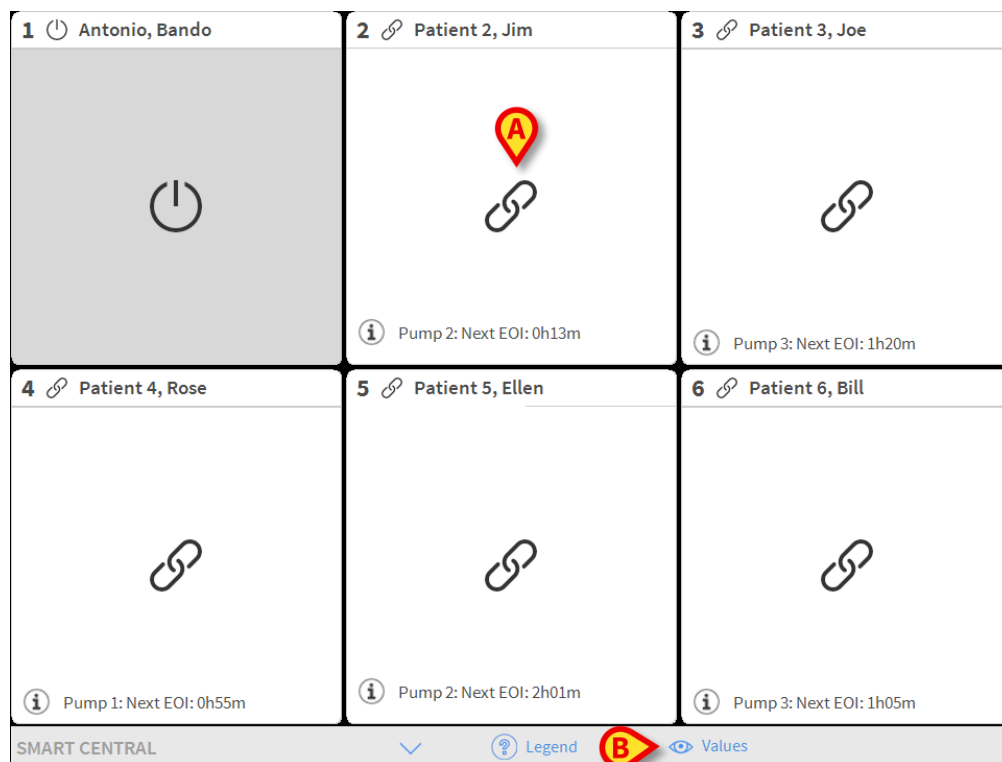 1 Antonio, Bando
2 Patient 2, Jim
3 Patient 3, Joe
A
Pump 2: Next EOI: 0h13m
Pump 3: Next EOI: 1h20m
4 Patient 4, Rose
5 Patient 5, Ellen
6 Patient 6, Bill
Pump 1: Next EOI: 0h55m
Pump 2: Next EOI: 2h01m
Pump 3: Next EOI: 1h05m
SMART CENTRAL
Legend
B
Values